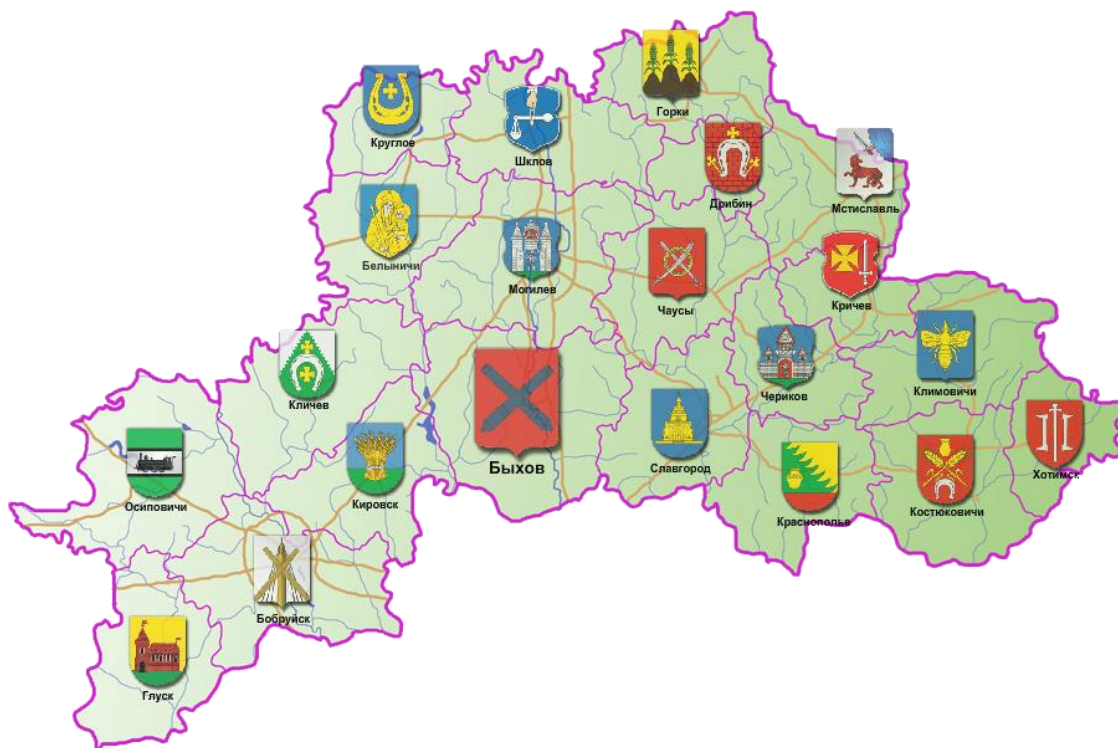 Горки
Круглое
Шклов
Дрибин
Мстиславль
Белыничи
Могилев
Чаусы
Кричев
Кличев
Чериков
Климовичи
Быхов
Славгород
Хотимск
Осиповичи
Кировск
Краснополье
Костюковичи
Бобруйск
Глуск